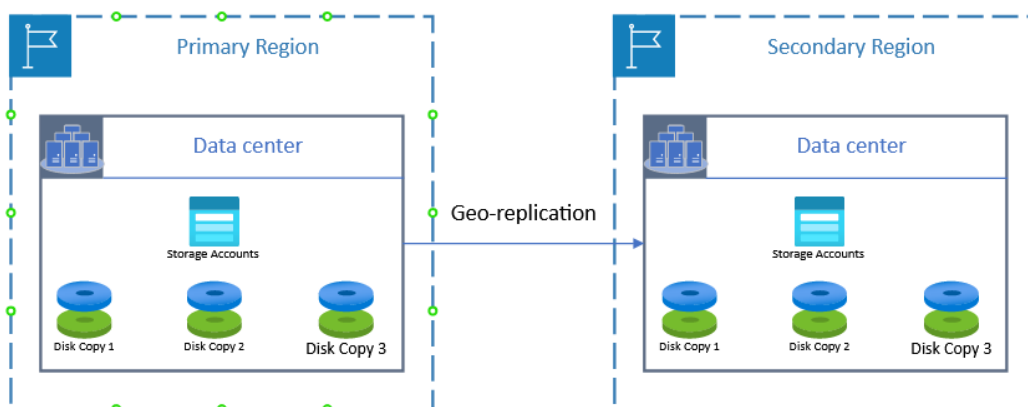 Primary Region
Secondary Region
Data center
Data center
Geo-replication
Storage Accounts
Storage Accounts
Disk Copy 1
Disk Copy 2
Disk Copy 3
Disk Copy 1
Disk Copy 2
Disk Copy 3